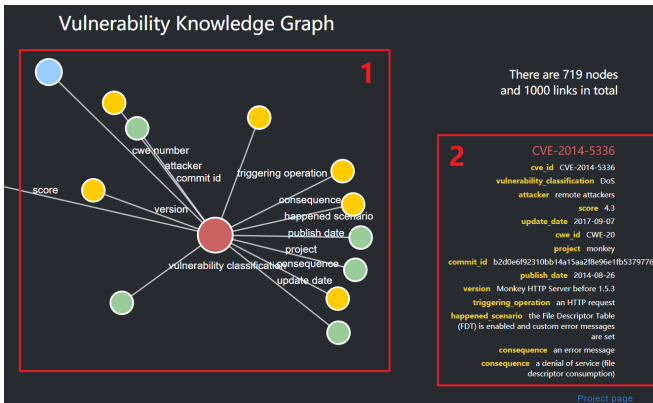 Vulnerability Knowledge Graph
1
There are 719 nodes
and 1000 links in total
cwe number
attacker
commit id
triggering operation
score
consequence
version
happened scenario
publish date
project
vulnerability classification
consequence
update date
2
CVE-2014-5336
cve_id CVE-2014-5336
vulnerability_classification DoS
attacker remote attackers
score 4.3
update_date 2017-09-07
cwe_id CWE-20
project monkey
commit_id b2d0e6f92310bb14a15aa2f8e96e1fb5379776
publish_date 2014-08-26
version Monkey HTTP Server before 1.5.3
triggering_operation an HTTP request
happened_scenario the File Descriptor Table
(FDT) is enabled and custom error messages
are set
consequence an error message
consequence a denial of service (file
descriptor consumption)
Project page